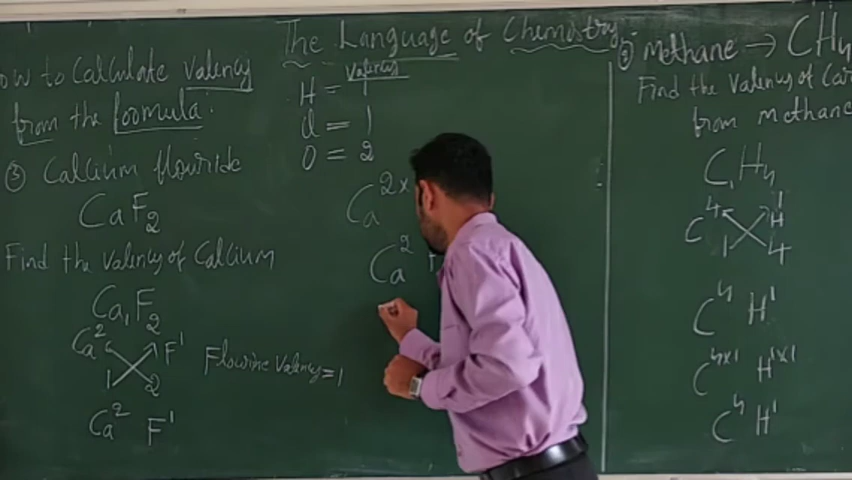 The Language of Chemistry
ow to Calculate valency
from the formula.
③ Calcium flouride
CaF₂
Find the valency of Calcium
Ca₁F₂
Ca² F¹
1 2
Ca² F¹
Flourine valency = 1
Valency
H = 1
Cl = 1
O = 2
Ca²ˣ
Ca²
② Methane → CH₄
Find the valency of Car
from methane
C₁H₄
C⁴ H¹
1 4
C⁴ H¹
C⁴ˣ¹ H¹ˣ¹
C⁴ H¹